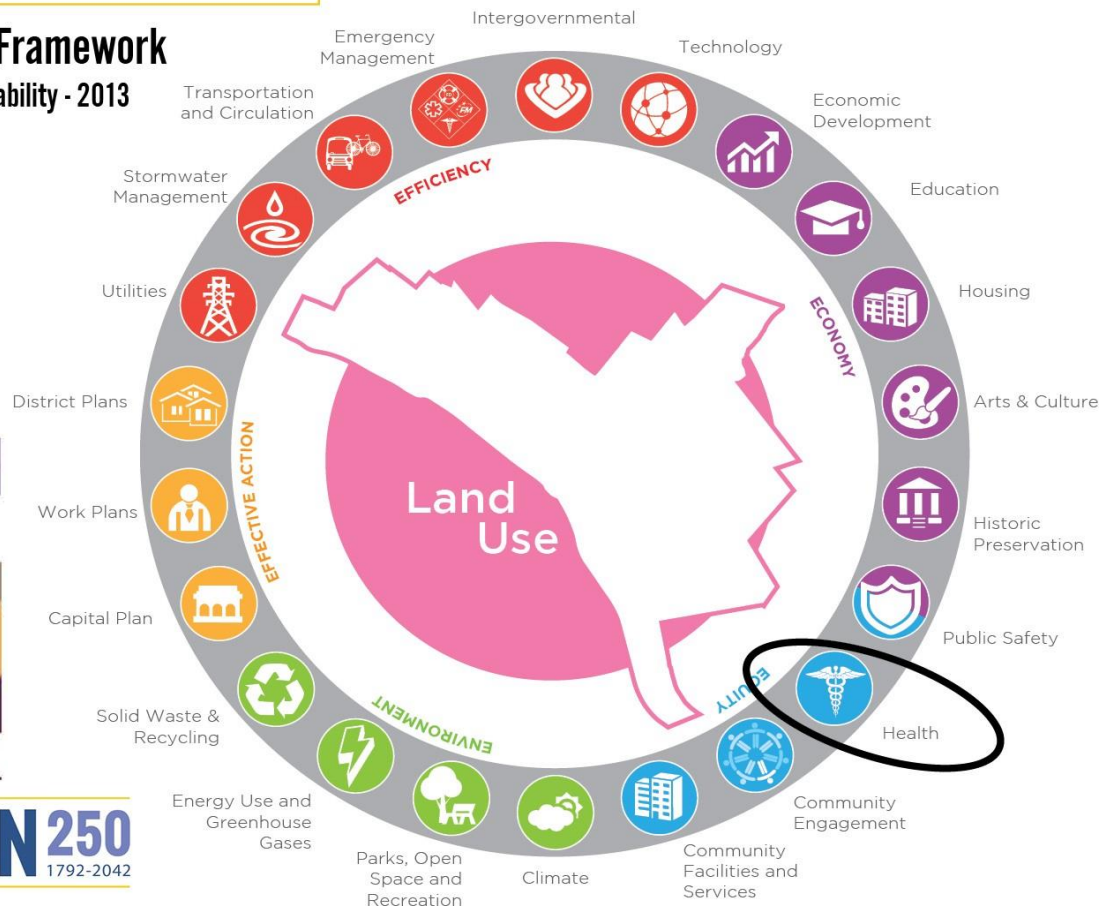 Framework
ability - 2013
Intergovernmental
Emergency
Management
Technology
Transportation
and Circulation
Economic
Development
Stormwater
Management
Education
Utilities
Housing
District Plans
Arts & Culture
Work Plans
Historic
Preservation
Capital Plan
Public Safety
Solid Waste &
Recycling
Health
Energy Use and
Greenhouse
Gases
Community
Engagement
Parks, Open
Space and
Recreation
Climate
Community
Facilities and
Services
EFFICIENCY
ECONOMY
EFFECTIVE ACTION
EQUITY
ENVIRONMENT
Land
Use
N 250
1792-2042